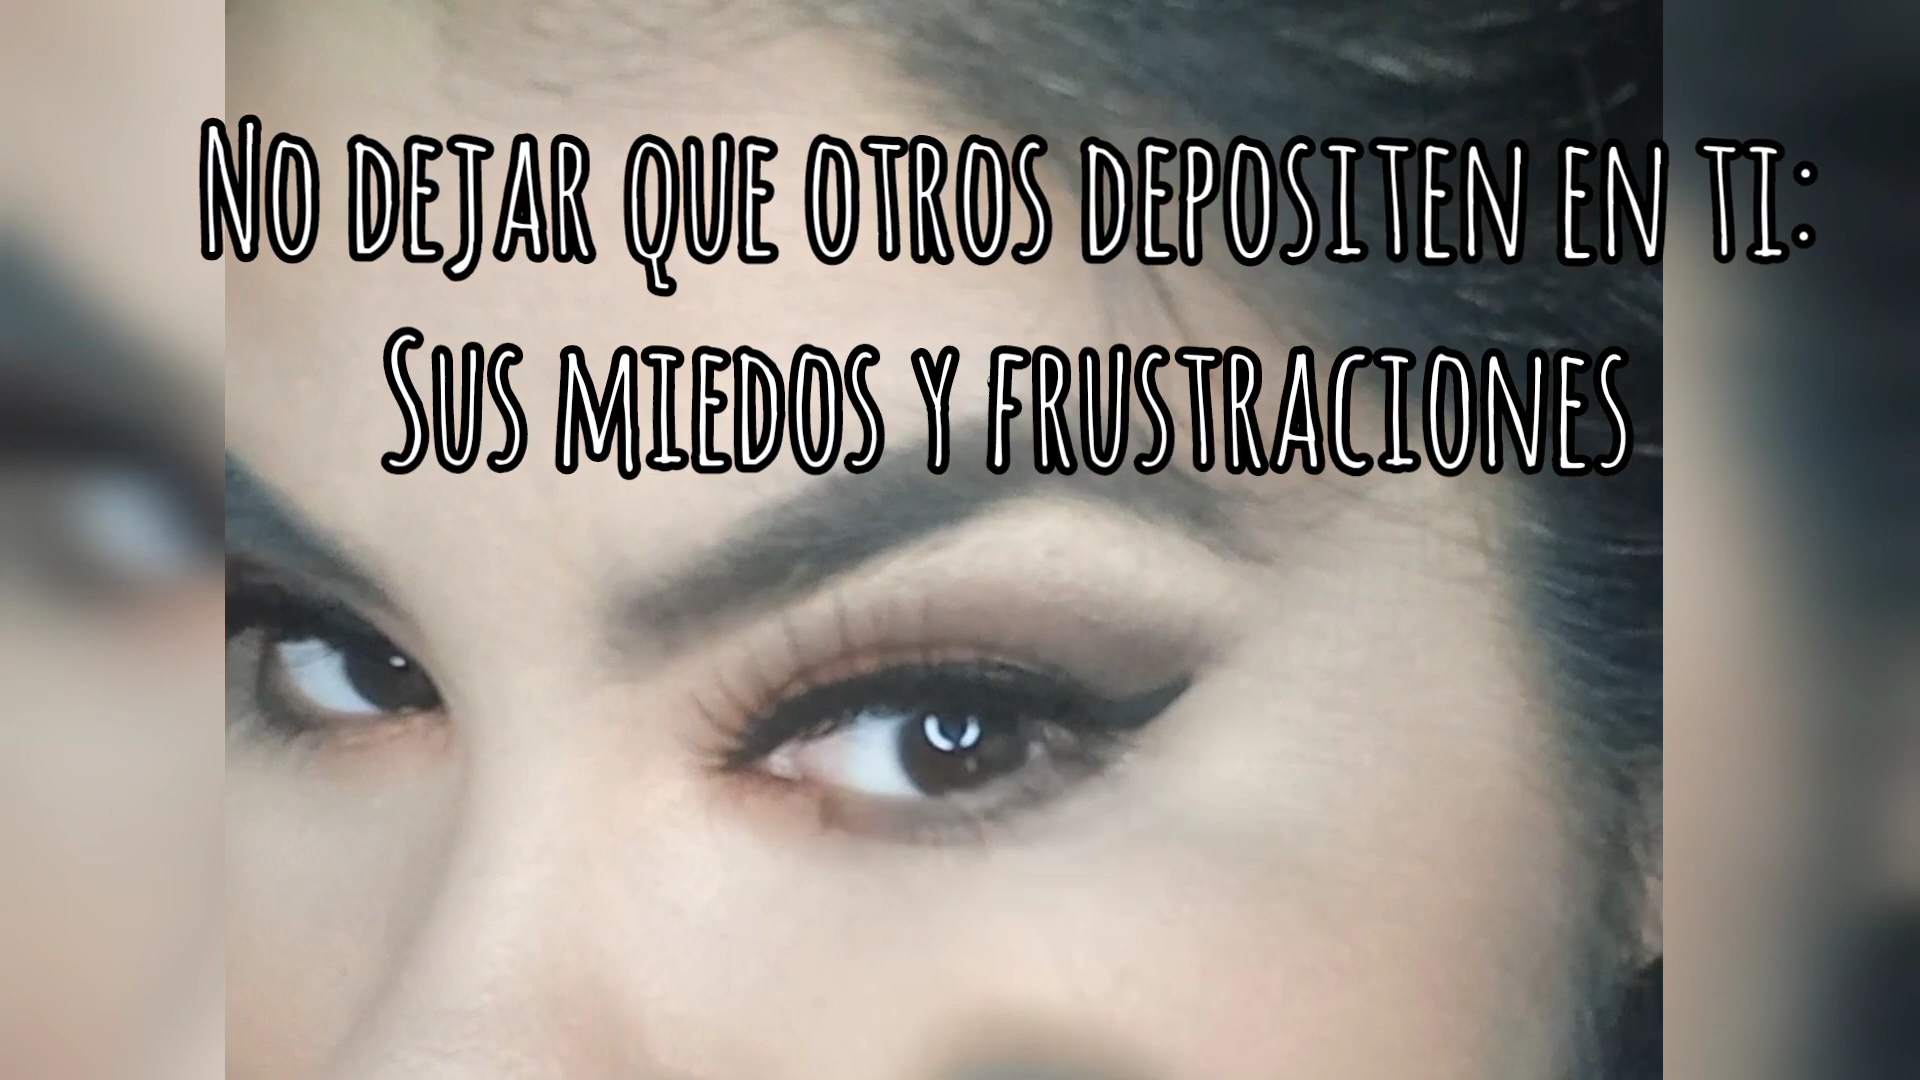 No dejar que otros depositen en ti:
Sus miedos y frustraciones